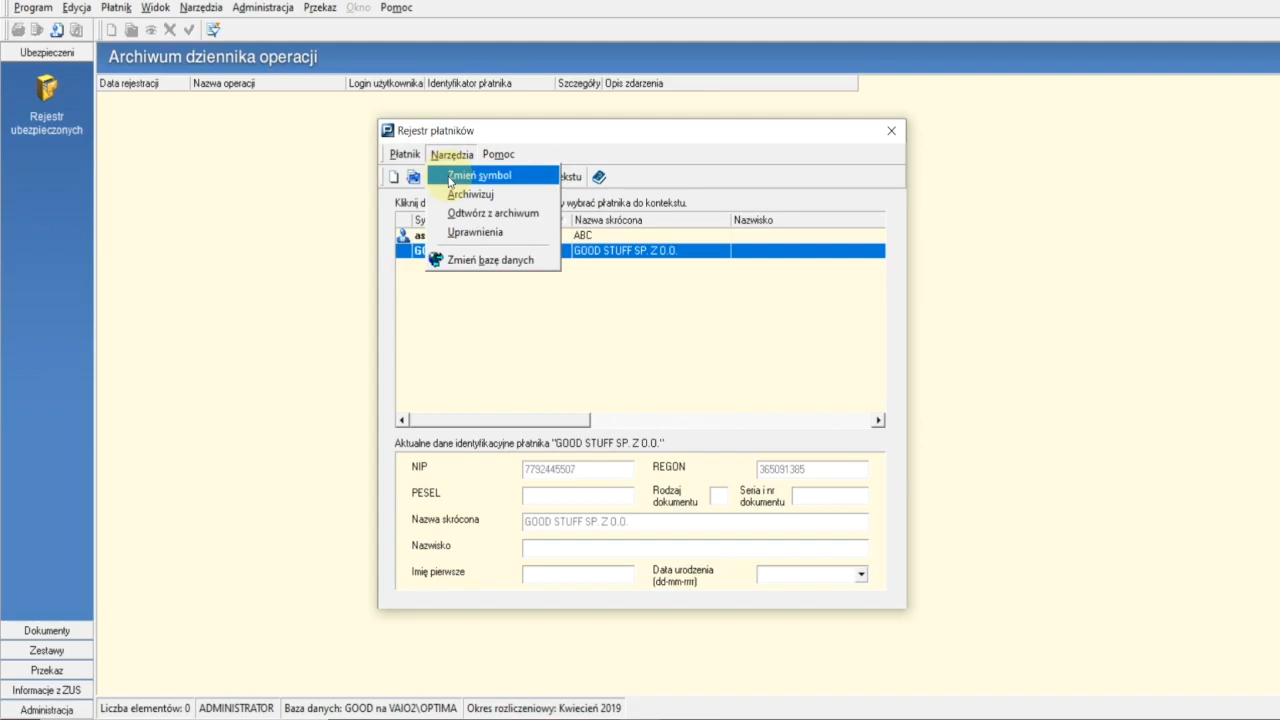 Program Edycja Płatnik Widok Narzędzia Administracja Przekaz Okno Pomoc
Ubezpieczeni
Archiwum dziennika operacji
Data rejestracji Nazwa operacji Login użytkownika Identyfikator płatnika Szczegóły Opis zdarzenia
Rejestr
ubezpieczonych
Rejestr płatników
Płatnik Narzędzia Pomoc
Zmień symbol
Archiwizuj
Odtwórz z archiwum
Uprawnienia
Zmień bazę danych
wybrać płatnika do kontekstu.
Nazwa skrócona Nazwisko
ABC
GOOD STUFF SP. Z O.O.
Aktualne dane identyfikacyjne płatnika "GOOD STUFF SP. Z O.O."
NIP 7792445507 REGON 365091385
PESEL Rodzaj dokumentu Seria i nr dokumentu
Nazwa skrócona GOOD STUFF SP. Z O.O.
Nazwisko
Imię pierwsze Data urodzenia (dd-mm-rrrr)
Dokumenty
Zestawy
Przekaz
Informacje z ZUS
Administracja
Liczba elementów: 0 ADMINISTRATOR Baza danych: GOOD na VAIO2\OPTIMA Okres rozliczeniowy: Kwiecień 2019